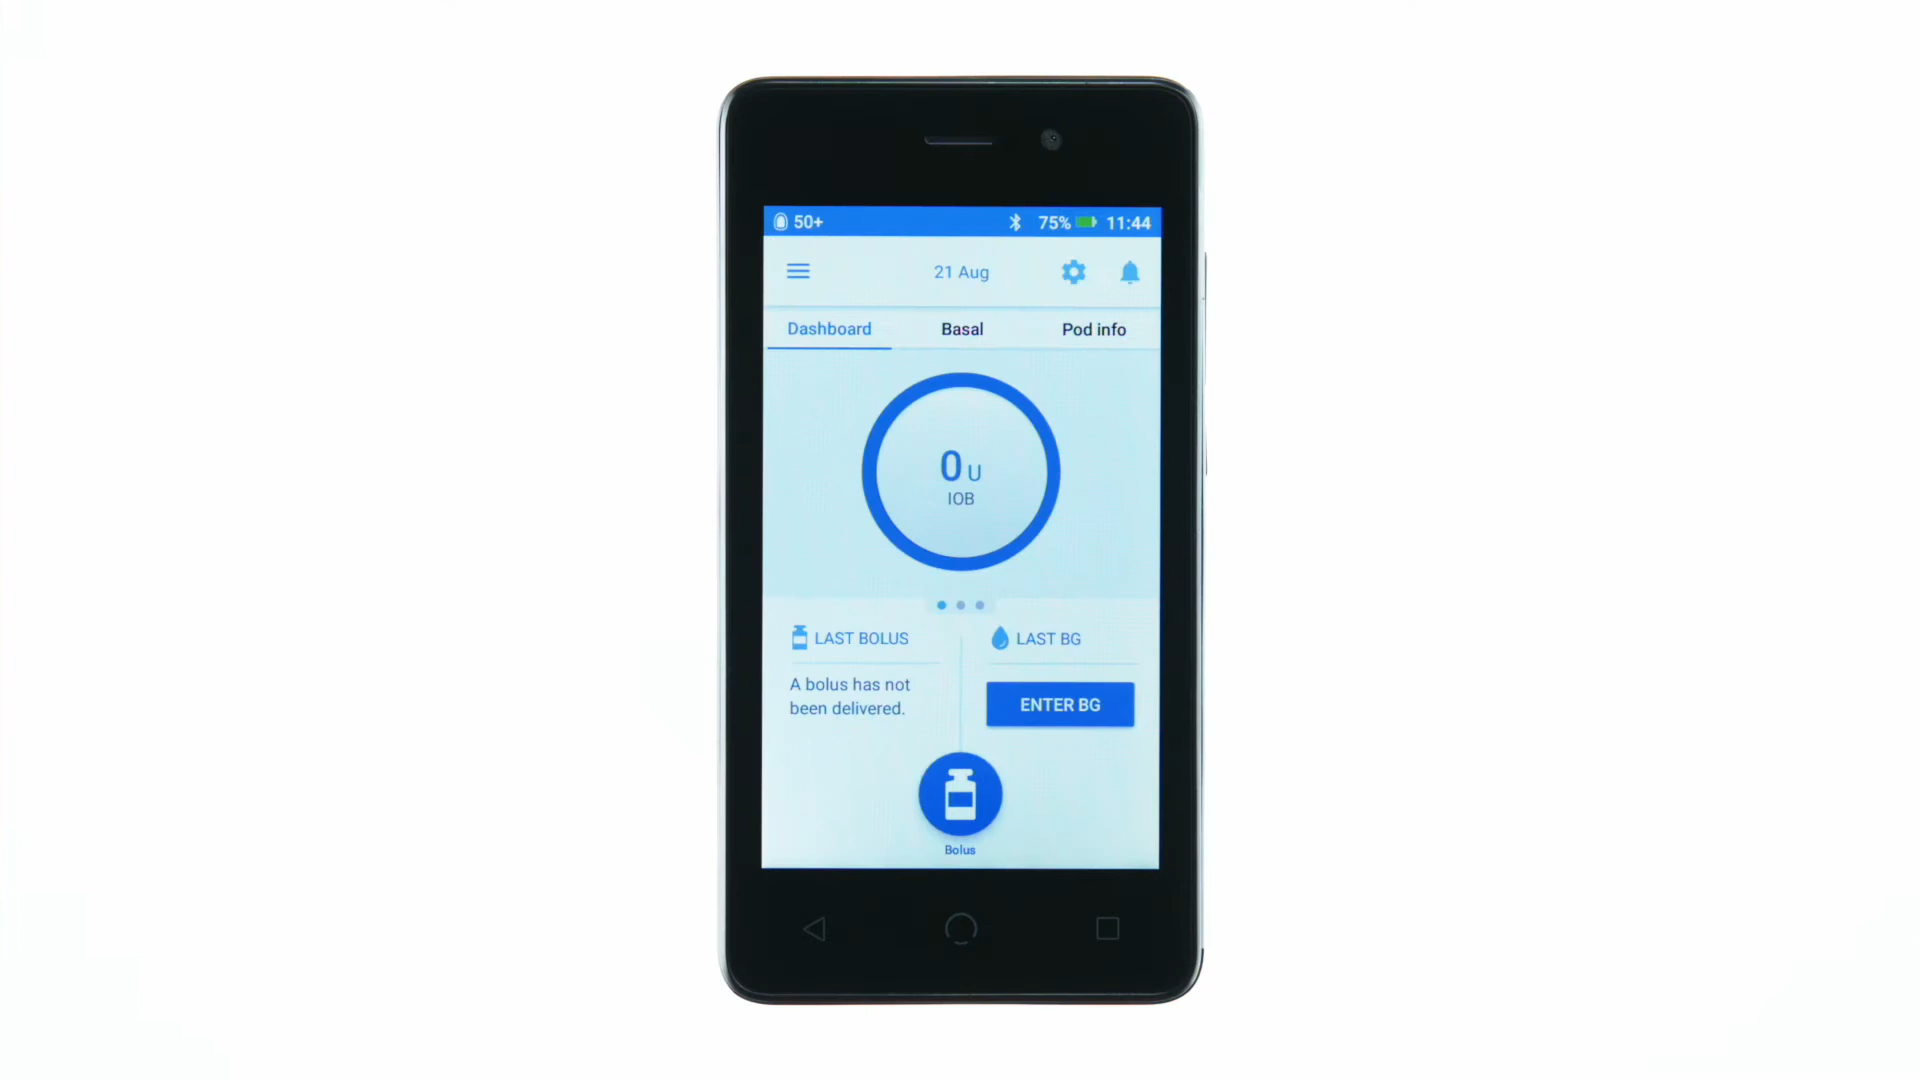 50+ 75% 11:44
21 Aug
Dashboard Basal Pod info
0 U
IOB
LAST BOLUS LAST BG
A bolus has not
been delivered.
ENTER BG
Bolus